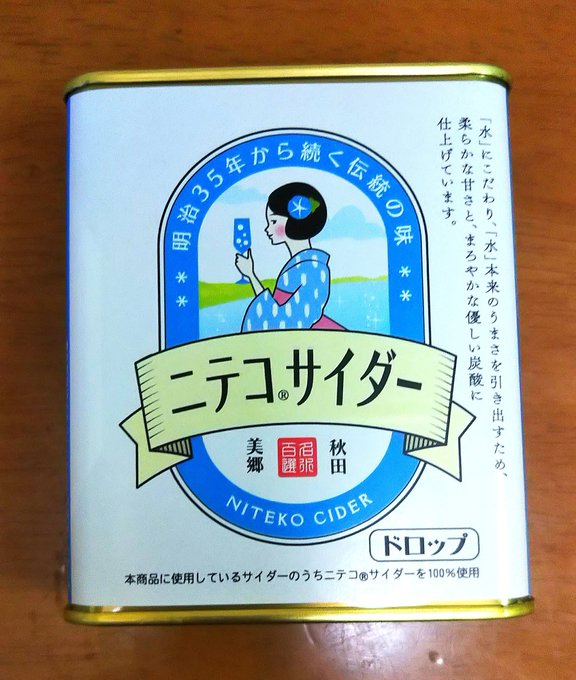 「水」にこだわり、「水」本来のうまさを引き出すため、
柔らかな甘さと、まろやかな優しい炭酸に
仕上げています。
** 明治35年から続く伝統の味 **
ニテコ®サイダー
秋田
名水
百選
美郷
NITEKO CIDER
ドロップ
本商品に使用しているサイダーのうちニテコ®サイダーを100%使用